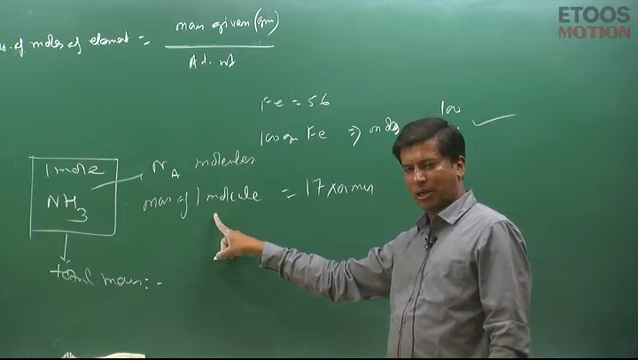 ETOOS
MOTION
no. of moles of element = mass given (gm)
At. wt
Fe = 56
100
100 gm Fe ⇒ moles
1 mole
NH3
NA molecules
mass of 1 molecule = 17 x amu
total mass:-